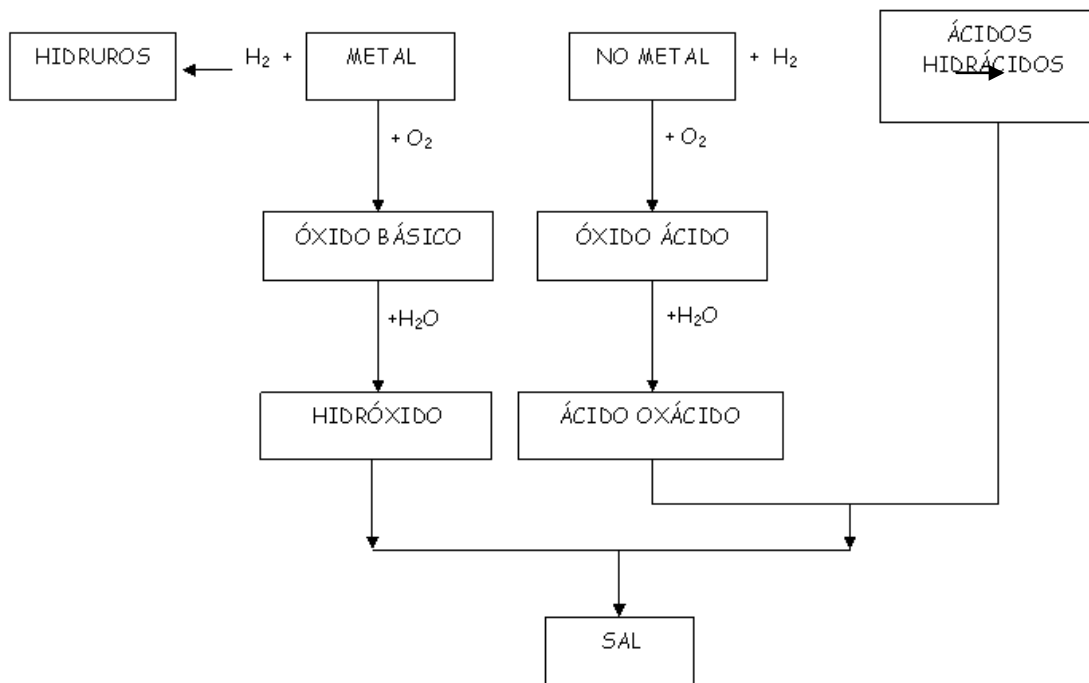 HIDRUROS
H₂ +
METAL
NO METAL
+ H₂
ÁCIDOS
HIDRÁCIDOS
+ O₂
+ O₂
ÓXIDO BÁSICO
ÓXIDO ÁCIDO
+H₂O
+H₂O
HIDRÓXIDO
ÁCIDO OXÁCIDO
SAL